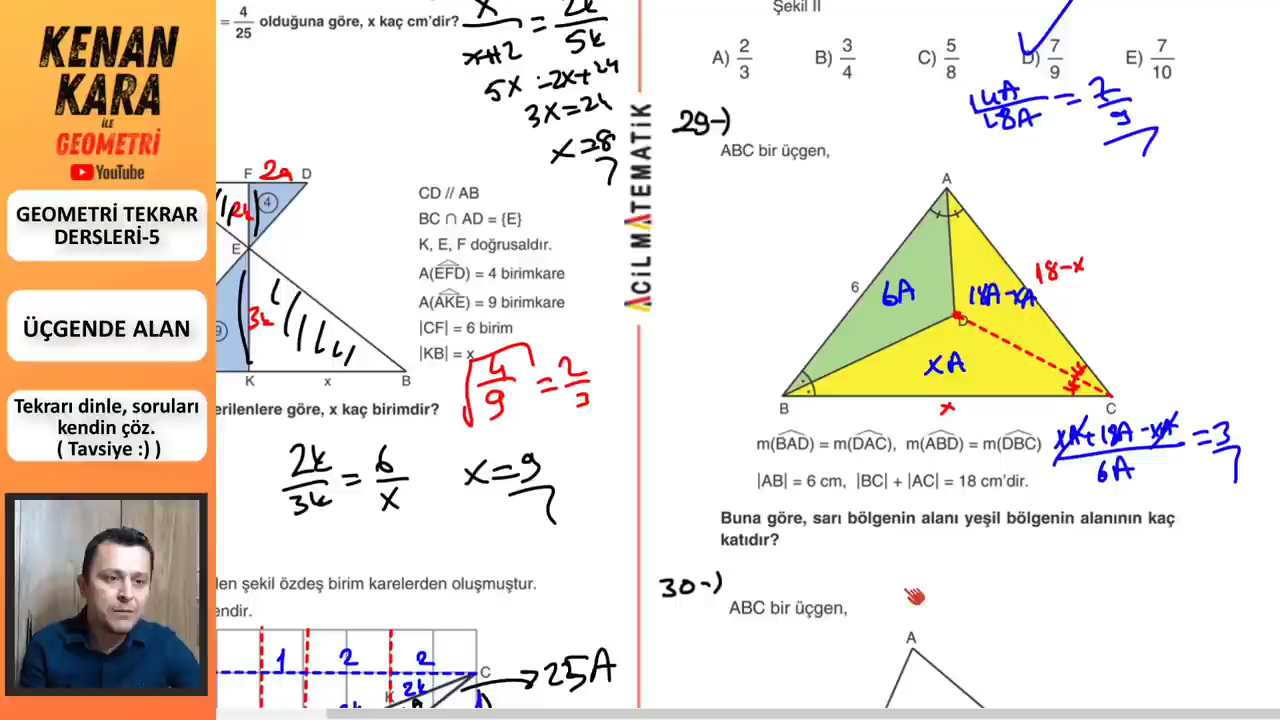 KENAN
KARA
İLE
GEOMETRİ
YouTube
GEOMETRİ TEKRAR
DERSLERİ-5
ÜÇGENDE ALAN
Tekrarı dinle, soruları
kendin çöz.
( Tavsiye :) )
= 4/25 olduğuna göre, x kaç cm'dir?
x/x+12 = 2k/5k
5x = 2x+24
3x=24
x=8
F 2a D
2k 4
E
9 3k
K x B
CD // AB
BC ∩ AD = {E}
K, E, F doğrusaldır.
A(EFD) = 4 birimkare
A(AKE) = 9 birimkare
|CF| = 6 birim
|KB| = x
√4/9 = 2/3
erilenlere göre, x kaç birimdir?
2k/3k = 6/x x=9
len şekil özdeş birim karelerden oluşmuştur.
endir.
1 2 2 C
K 2k
25A
ACİL MATEMATİK
Şekil II
A) 2/3 B) 3/4 C) 5/8 D) 7/9 E) 7/10
14A/18A = 7/9
29-)
ABC bir üçgen,
A
6 6A 18A-xA 18-x
D
xA
B x C
m(BAD) = m(DAC), m(ABD) = m(DBC)
|AB| = 6 cm, |BC| + |AC| = 18 cm'dir.
xA+18A-xA/6A = 3
Buna göre, sarı bölgenin alanı yeşil bölgenin alanının kaç
katıdır?
30-)
ABC bir üçgen,
A